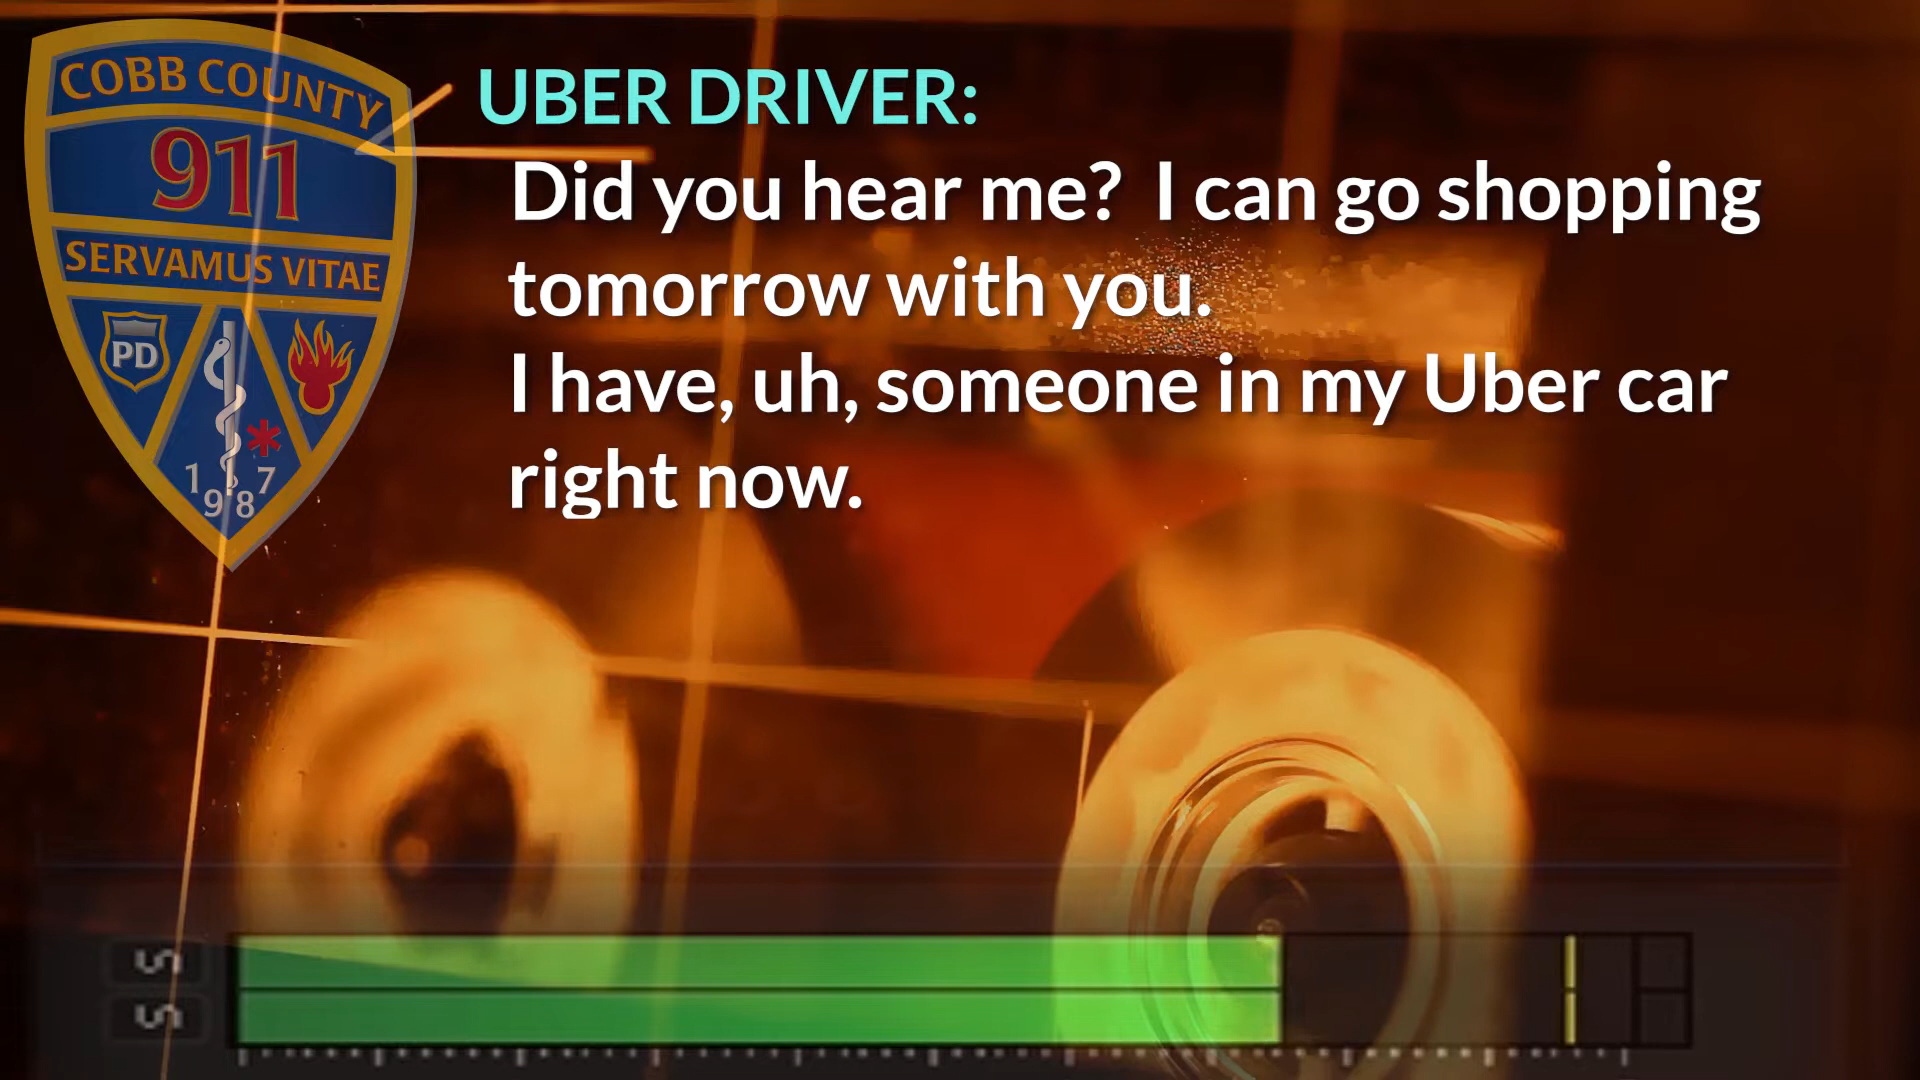 COBB COUNTY
911
SERVAMUS VITAE
PD
1987
UBER DRIVER:
Did you hear me?  I can go shopping
tomorrow with you.
I have, uh, someone in my Uber car
right now.
S
S